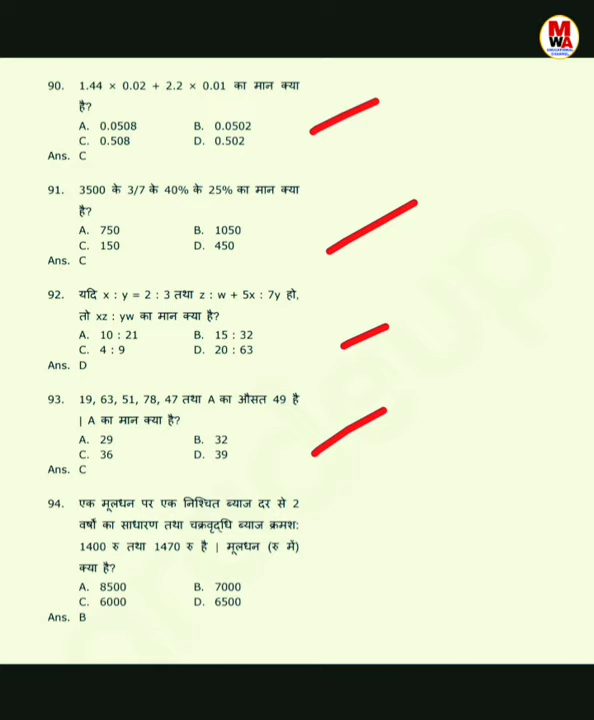 MWA
EDUCATIONAL
CHANNEL
90. 1.44 × 0.02 + 2.2 × 0.01 का मान क्या
है?
A. 0.0508 B. 0.0502
C. 0.508 D. 0.502
Ans. C
91. 3500 के 3/7 के 40% के 25% का मान क्या
है?
A. 750 B. 1050
C. 150 D. 450
Ans. C
92. यदि x : y = 2 : 3 तथा z : w + 5x : 7y हो,
तो xz : yw का मान क्या है?
A. 10 : 21 B. 15 : 32
C. 4 : 9 D. 20 : 63
Ans. D
93. 19, 63, 51, 78, 47 तथा A का औसत 49 है
| A का मान क्या है?
A. 29 B. 32
C. 36 D. 39
Ans. C
94. एक मूलधन पर एक निश्चित ब्याज दर से 2
वर्षों का साधारण तथा चक्रवृद्धि ब्याज क्रमश:
1400 रु तथा 1470 रु है | मूलधन (रु में)
क्या है?
A. 8500 B. 7000
C. 6000 D. 6500
Ans. B